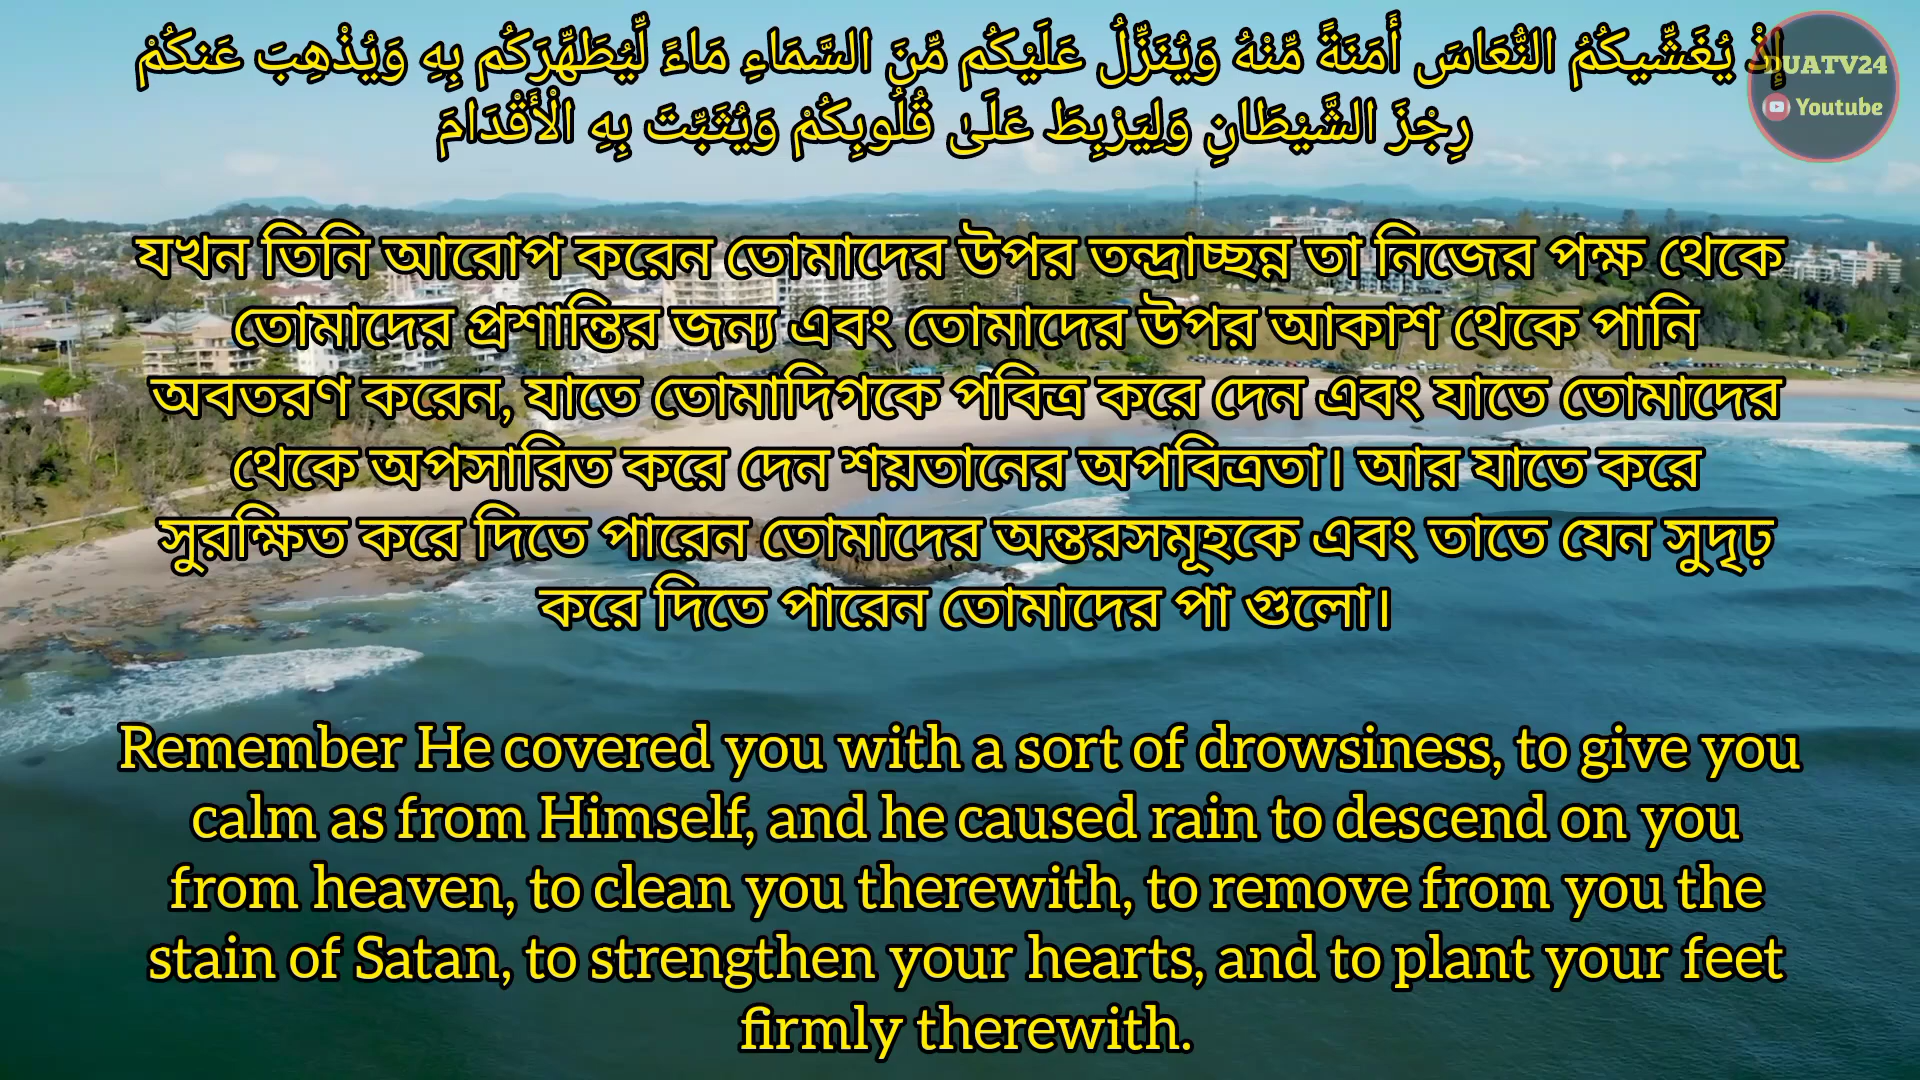 إِذْ يُغَشِّيكُمُ النُّعَاسَ أَمَنَةً مِّنْهُ وَيُنَزِّلُ عَلَيْكُم مِّنَ السَّمَاءِ مَاءً لِّيُطَهِّرَكُم بِهِ وَيُذْهِبَ عَنكُمْ
رِجْزَ الشَّيْطَانِ وَلِيَرْبِطَ عَلَىٰ قُلُوبِكُمْ وَيُثَبِّتَ بِهِ الْأَقْدَامَ
DUATV24
Youtube
যখন তিনি আরোপ করেন তোমাদের উপর তন্দ্রাচ্ছন্ন তা নিজের পক্ষ থেকে
তোমাদের প্রশান্তির জন্য এবং তোমাদের উপর আকাশ থেকে পানি
অবতরণ করেন, যাতে তোমাদিগকে পবিত্র করে দেন এবং যাতে তোমাদের
থেকে অপসারিত করে দেন শয়তানের অপবিত্রতা। আর যাতে করে
সুরক্ষিত করে দিতে পারেন তোমাদের অন্তরসমূহকে এবং তাতে যেন সুদৃঢ়
করে দিতে পারেন তোমাদের পা গুলো।
Remember He covered you with a sort of drowsiness, to give you
calm as from Himself, and he caused rain to descend on you
from heaven, to clean you therewith, to remove from you the
stain of Satan, to strengthen your hearts, and to plant your feet
firmly therewith.